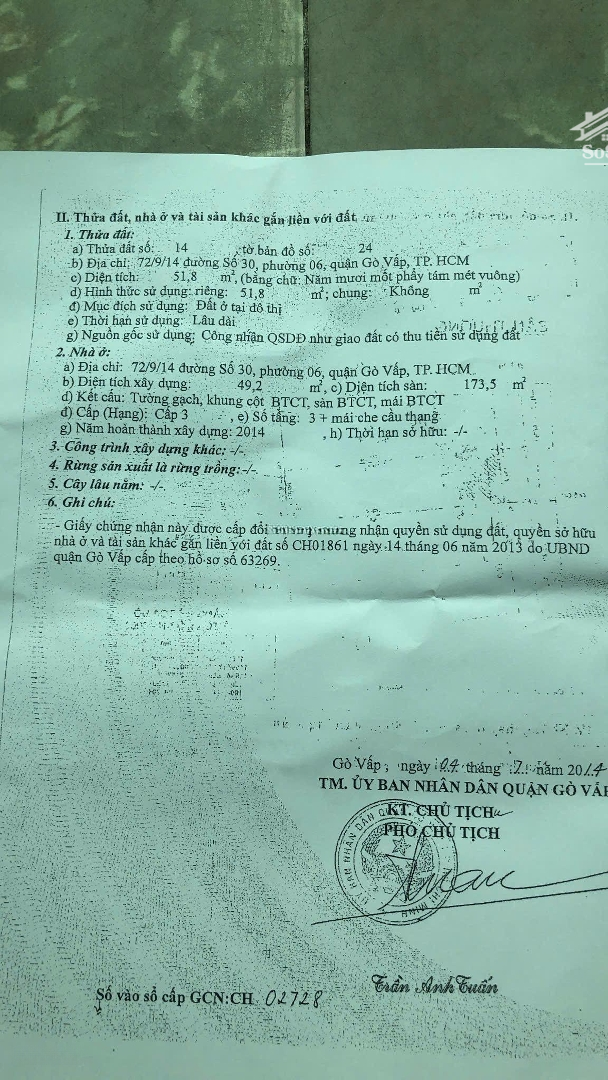 II. Thửa đất, nhà ở và tài sản khác gắn liền với đất
1. Thửa đất:
a) Thửa đất số: 14 tờ bản đồ số: 24
b) Địa chỉ: 72/9/14 đường Số 30, phường 06, quận Gò Vấp, TP. HCM
c) Diện tích: 51,8 m², (bằng chữ: Năm mươi một phẩy tám mét vuông)
d) Hình thức sử dụng: riêng: 51,8 m²; chung: Không m²
đ) Mục đích sử dụng: Đất ở tại đô thị
e) Thời hạn sử dụng: Lâu dài
g) Nguồn gốc sử dụng: Công nhận QSDĐ như giao đất có thu tiền sử dụng đất
2. Nhà ở:
a) Địa chỉ: 72/9/14 đường Số 30, phường 06, quận Gò Vấp, TP. HCM
b) Diện tích xây dựng: 49,2 m², c) Diện tích sàn: 173,5 m²
d) Kết cấu: Tường gạch, khung cột BTCT, sàn BTCT, mái BTCT
đ) Cấp (Hạng): Cấp 3 , e) Số tầng: 3 + mái che cầu thang
g) Năm hoàn thành xây dựng: 2014 , h) Thời hạn sở hữu: -/-
3. Công trình xây dựng khác: -/-
4. Rừng sản xuất là rừng trồng: -/-
5. Cây lâu năm: -/-
6. Ghi chú:
- Giấy chứng nhận này được cấp đổi nhận quyền sử dụng đất, quyền sở hữu
nhà ở và tài sản khác gắn liền với đất số CH01861 ngày 14 tháng 06 năm 2013 do UBND
quận Gò Vấp cấp theo hồ sơ số 63269.
Gò Vấp, ngày 04 tháng 7 năm 2014
TM. ỦY BAN NHÂN DÂN QUẬN GÒ VẤP
KT. CHỦ TỊCH
PHÓ CHỦ TỊCH
Trần Anh Tuấn
Số vào sổ cấp GCN: CH 02728